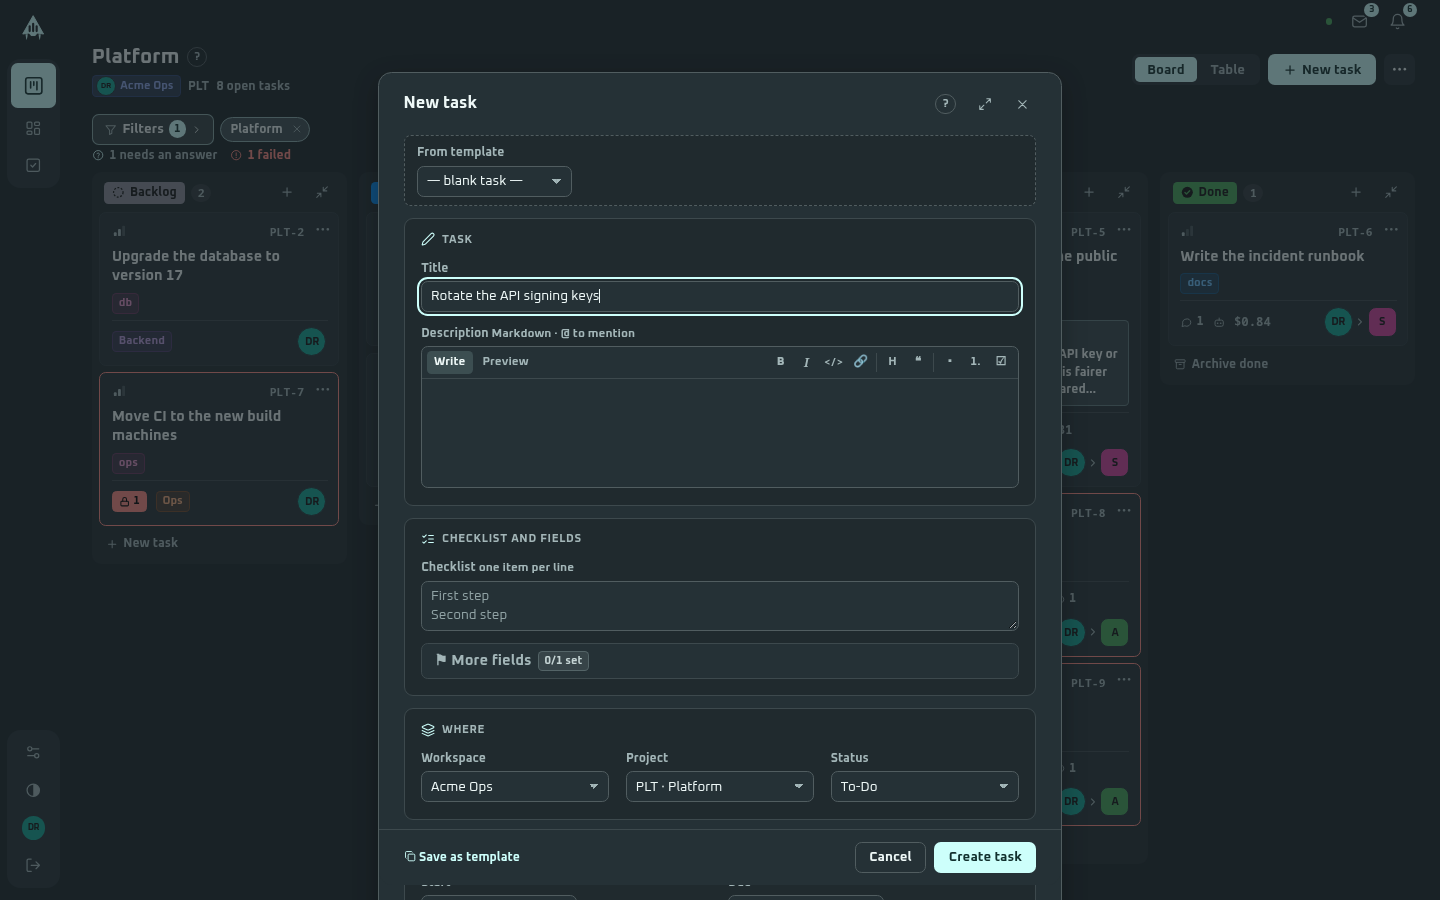 3
6
Platform ?
DR Acme Ops PLT 8 open tasks
Board Table + New task
Filters 1
Platform
1 needs an answer 1 failed
Backlog 2
PLT-2
Upgrade the database to
version 17
db
Backend DR
PLT-7
Move CI to the new build
machines
ops
1 Ops DR
+ New task
DR
New task ?
From template
— blank task —
TASK
Title
Rotate the API signing keys
Description Markdown · @ to mention
Write Preview B I </> H ❝ • 1. ☑
CHECKLIST AND FIELDS
Checklist one item per line
First step
Second step
More fields 0/1 set
WHERE
Workspace Project Status
Acme Ops PLT · Platform To-Do
Save as template Cancel Create task
PLT-5
public
API key or
is fairer
DR S
PLT-8
1
DR A
PLT-9
1
DR A
Done 1
PLT-6
Write the incident runbook
docs
1 $0.84 DR S
Archive done